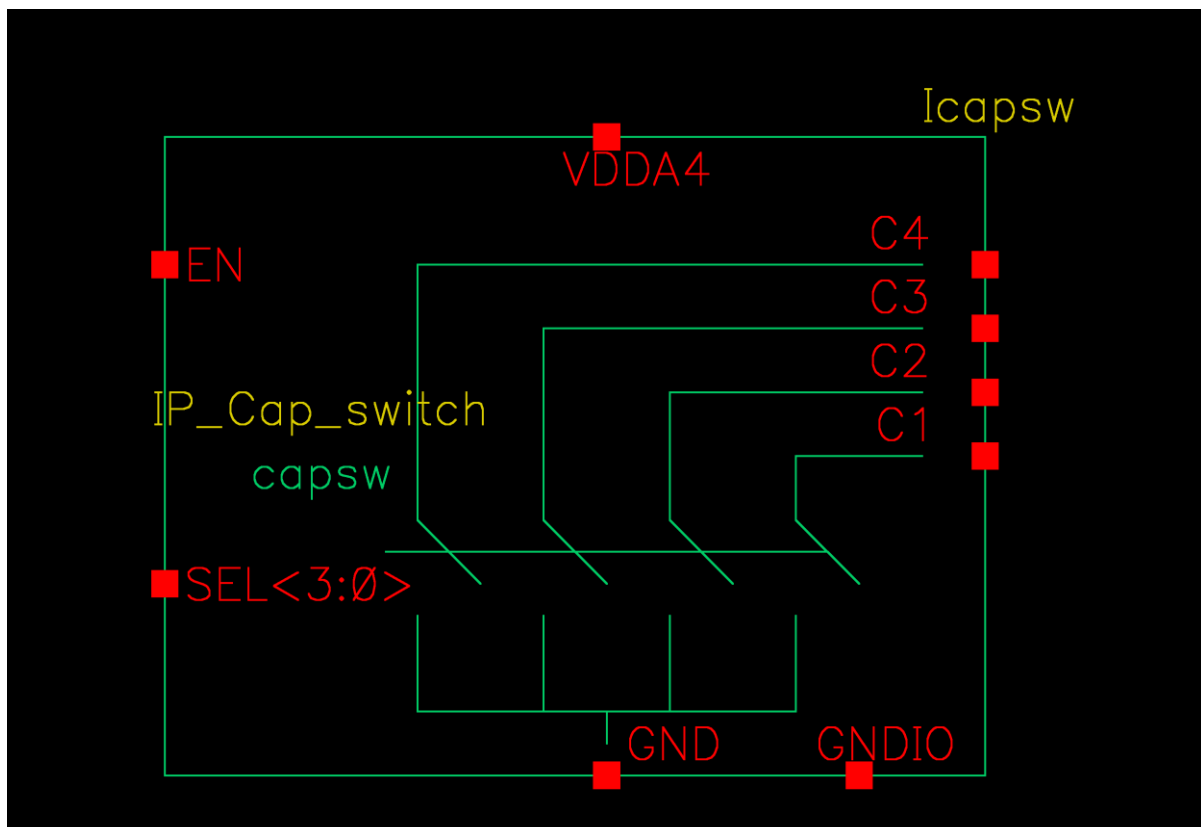 Icapsw
VDDA4
C4
EN
C3
C2
IP_Cap_switch
C1
capsw
SEL<3:0>
GND
GNDIO